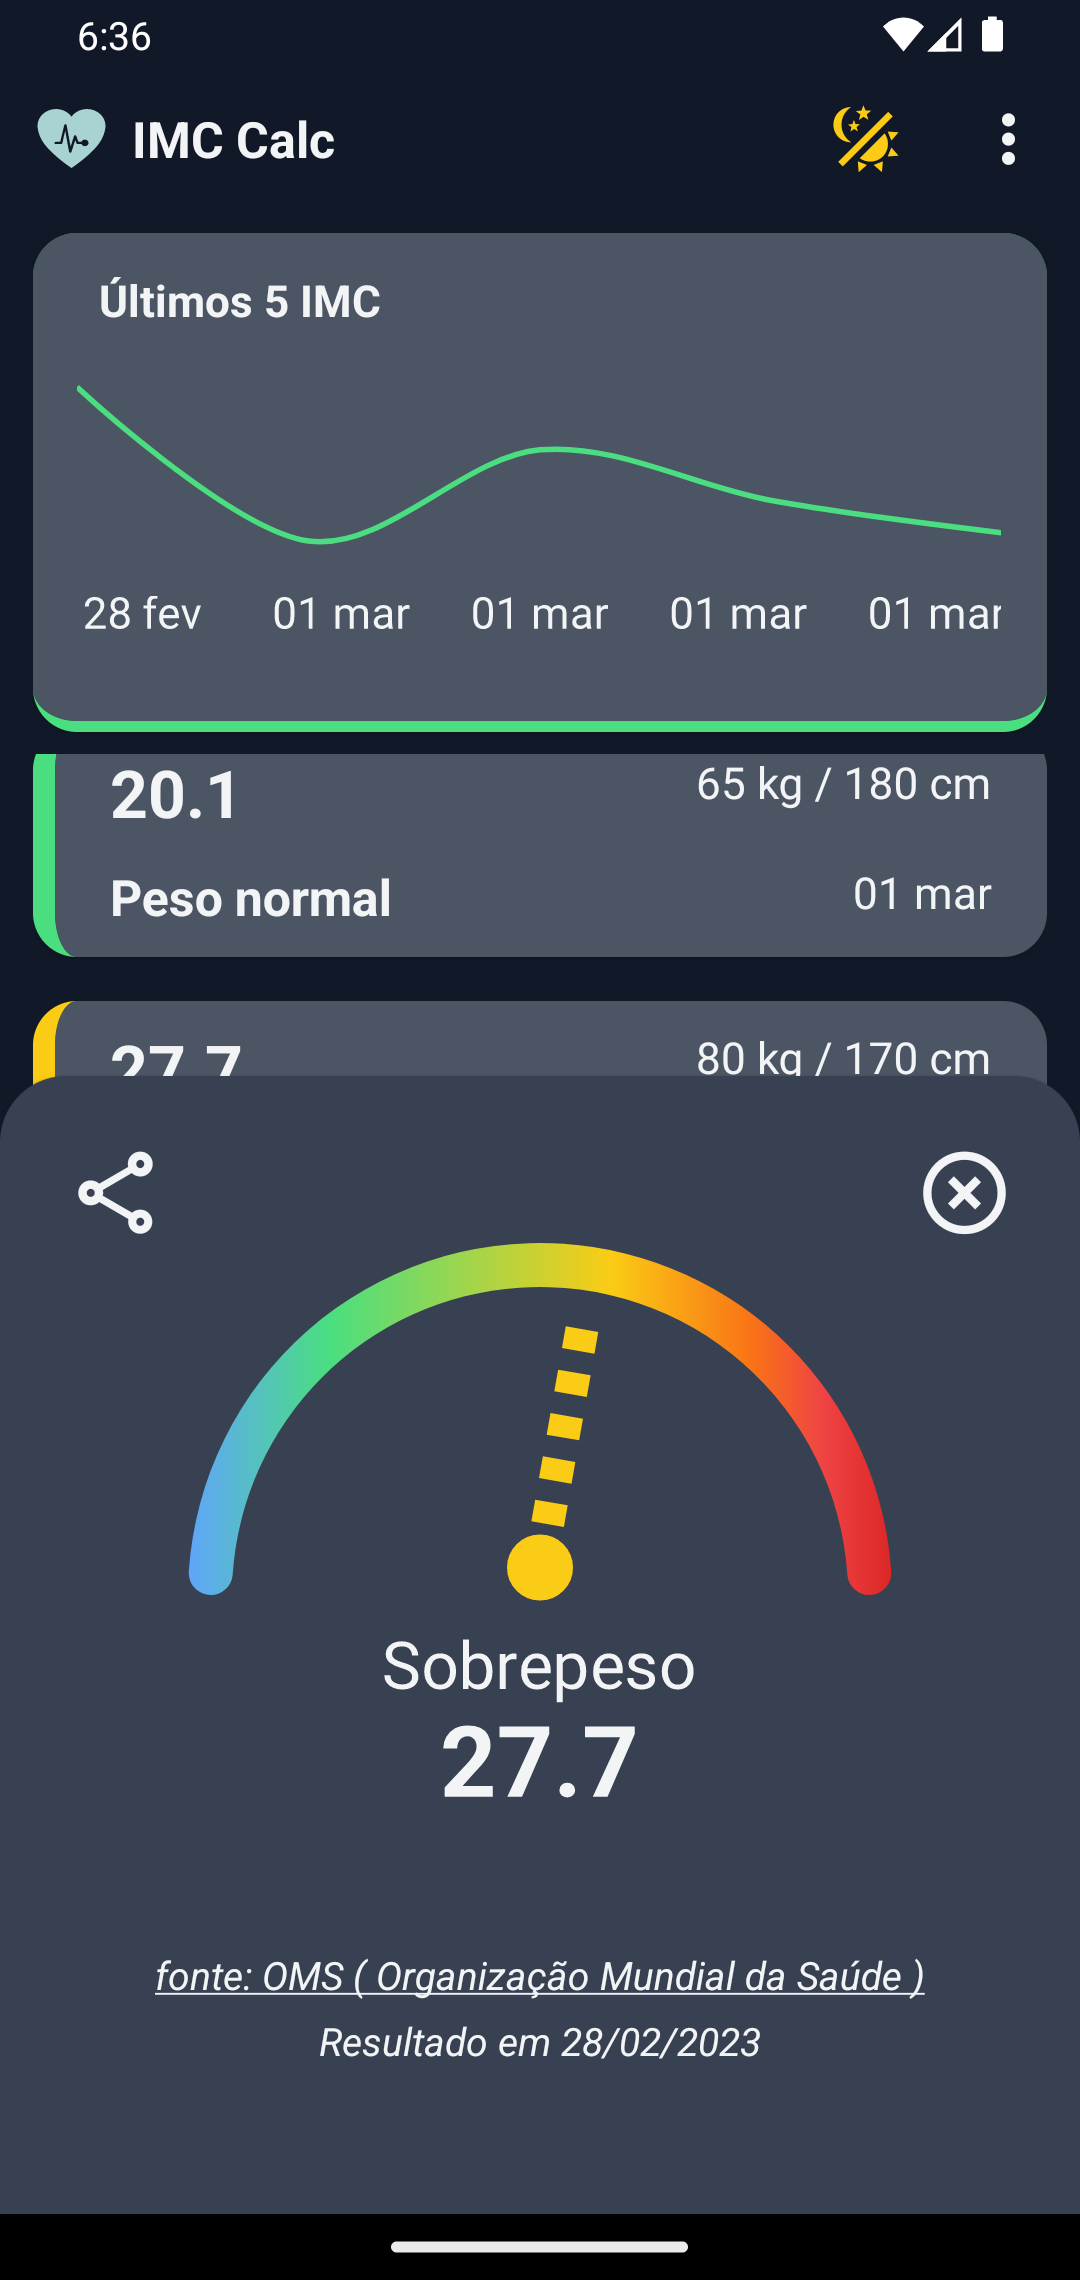 6:36
IMC Calc
Últimos 5 IMC
28 fev 01 mar 01 mar 01 mar 01 mar
20.1 65 kg / 180 cm
Peso normal 01 mar
27.7 80 kg / 170 cm
Sobrepeso
27.7
fonte: OMS ( Organização Mundial da Saúde )
Resultado em 28/02/2023